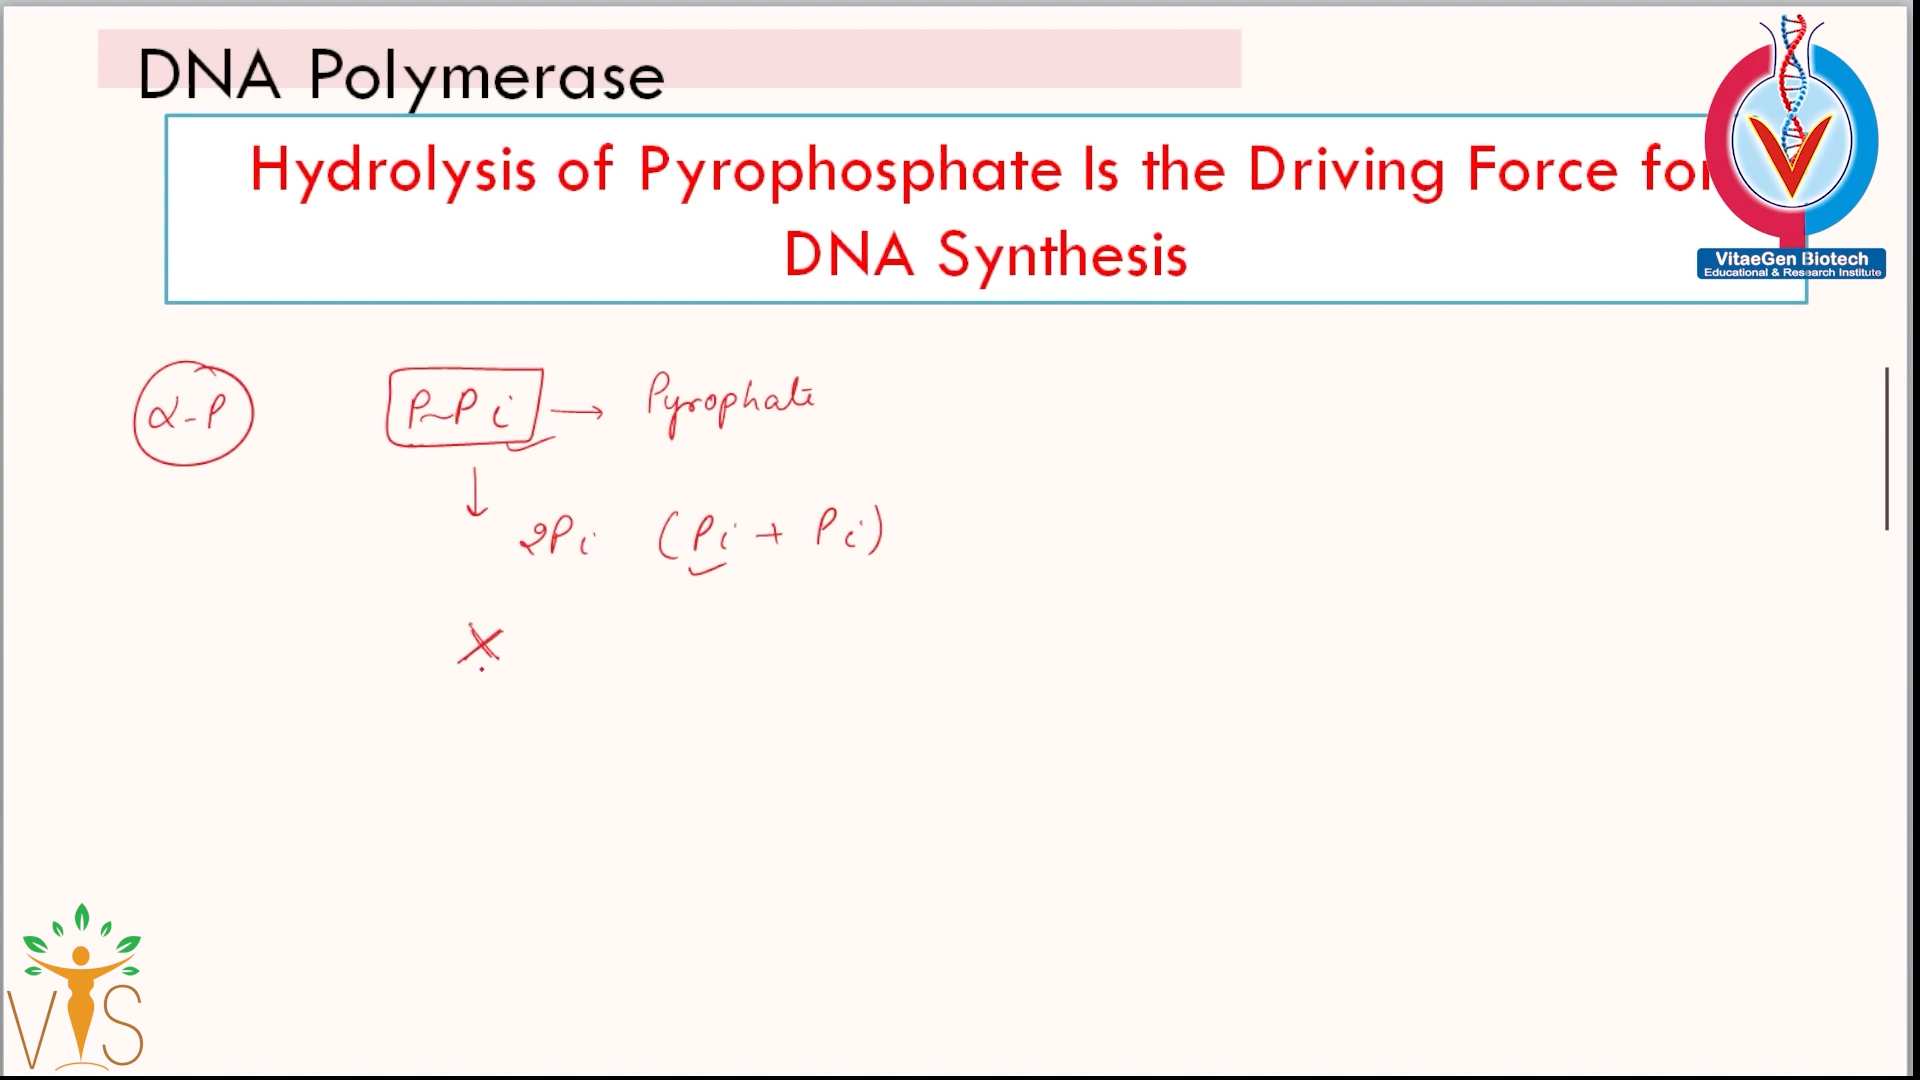 DNA Polymerase
Hydrolysis of Pyrophosphate Is the Driving Force for
DNA Synthesis
VitaeGen Biotech
Educational & Research Institute
α-P
P~Pi → Pyrophate
↓
2Pi (Pi + Pi)
VIS